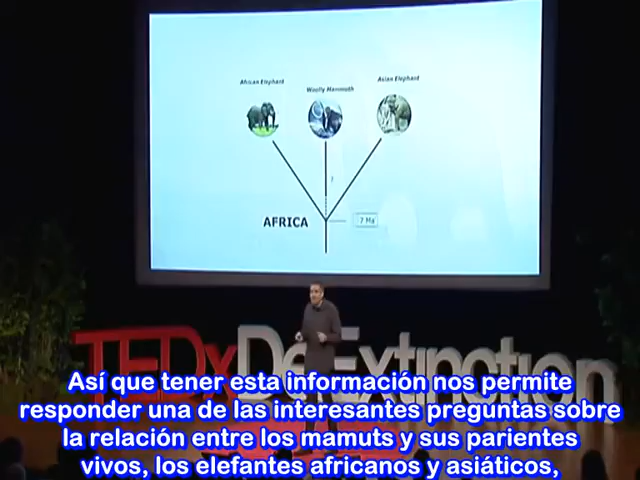 African Elephant
Woolly Mammoth
Asian Elephant
?
AFRICA
7 Ma
TEDxDeExtinction
Así que tener esta información nos permite
responder una de las interesantes preguntas sobre
la relación entre los mamuts y sus parientes
vivos, los elefantes africanos y asiáticos,